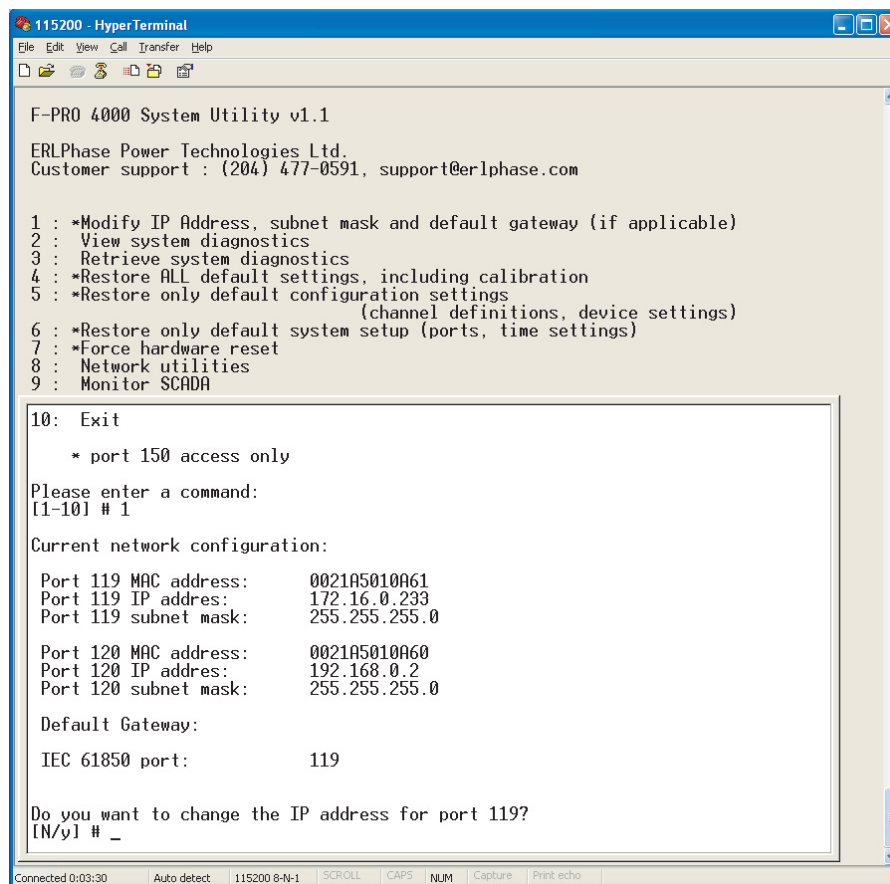 115200 - HyperTerminal
File Edit View Call Transfer Help
F-PRO 4000 System Utility v1.1
ERLPhase Power Technologies Ltd.
Customer support : (204) 477-0591, support@erlphase.com
1 : *Modify IP Address, subnet mask and default gateway (if applicable)
2 : View system diagnostics
3 : Retrieve system diagnostics
4 : *Restore ALL default settings, including calibration
5 : *Restore only default configuration settings
(channel definitions, device settings)
6 : *Restore only default system setup (ports, time settings)
7 : *Force hardware reset
8 : Network utilities
9 : Monitor SCADA
10: Exit
* port 150 access only
Please enter a command:
[1-10] # 1
Current network configuration:
Port 119 MAC address: 0021A5010A61
Port 119 IP addres: 172.16.0.233
Port 119 subnet mask: 255.255.255.0
Port 120 MAC address: 0021A5010A60
Port 120 IP addres: 192.168.0.2
Port 120 subnet mask: 255.255.255.0
Default Gateway:
IEC 61850 port: 119
Do you want to change the IP address for port 119?
[N/y] # _
Connected 0:03:30 Auto detect 115200 8-N-1 SCROLL CAPS NUM Capture Print echo